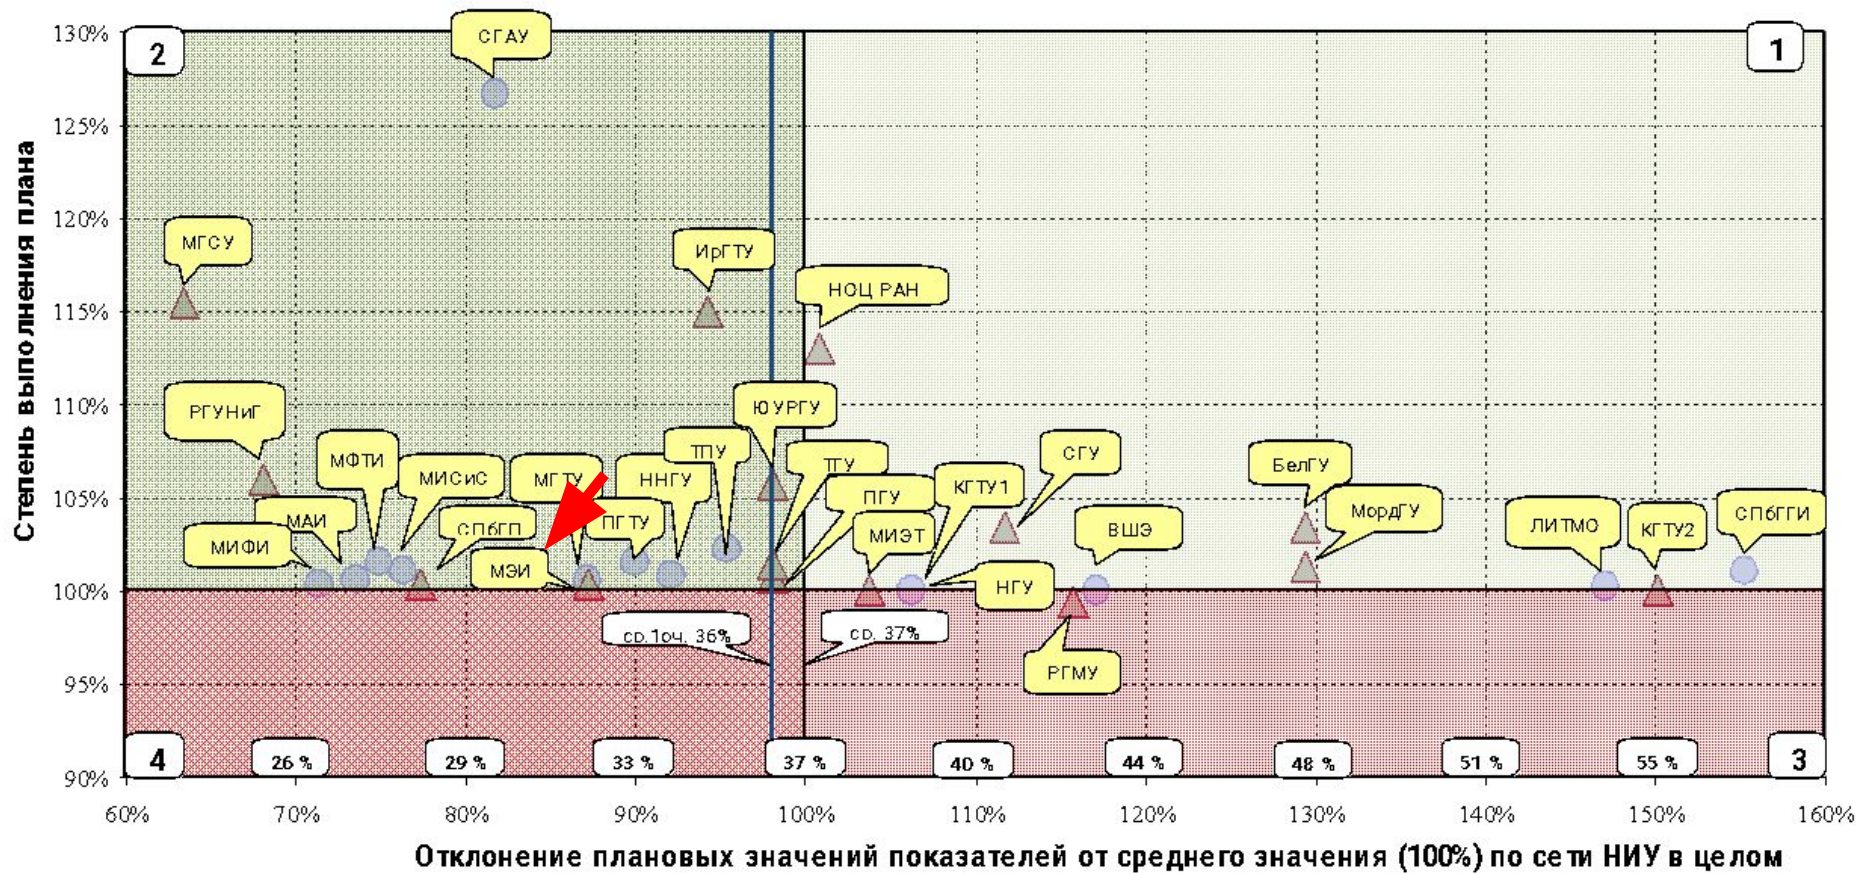 Степень выполнения плана
130%
125%
120%
115%
110%
105%
100%
95%
90%
2
1
4
3
СГАУ
МГСУ
ИрГТУ
НОЦ РАН
РГУНиГ
ЮУРГУ
МФТИ
МИСиС
МГТУ
ННГУ
ТПУ
ТГУ
СГУ
БелГУ
МАИ
СПбГП
ПГТУ
ПГУ
КГТУ1
МордГУ
МИФИ
МЭИ
МИЭТ
ВШЭ
ЛИТМО
КГТУ2
СПбГГИ
НГУ
ср.1оч. 36%
ср. 37%
РГМУ
26 %
29 %
33 %
37 %
40 %
44 %
48 %
51 %
55 %
60%
70%
80%
90%
100%
110%
120%
130%
140%
150%
160%
Отклонение плановых значений показателей от среднего значения (100%) по сети НИУ в целом